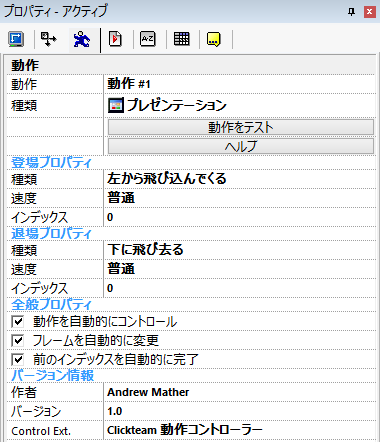 プロパティ - アクティブ
A-Z
動作
動作 動作 #1
種類 プレゼンテーション
動作をテスト
ヘルプ
登場プロパティ
種類 左から飛び込んでくる
速度 普通
インデックス 0
退場プロパティ
種類 下に飛び去る
速度 普通
インデックス 0
全般プロパティ
動作を自動的にコントロール
フレームを自動的に変更
前のインデックスを自動的に完了
バージョン情報
作者 Andrew Mather
バージョン 1.0
Control Ext. Clickteam 動作コントローラー